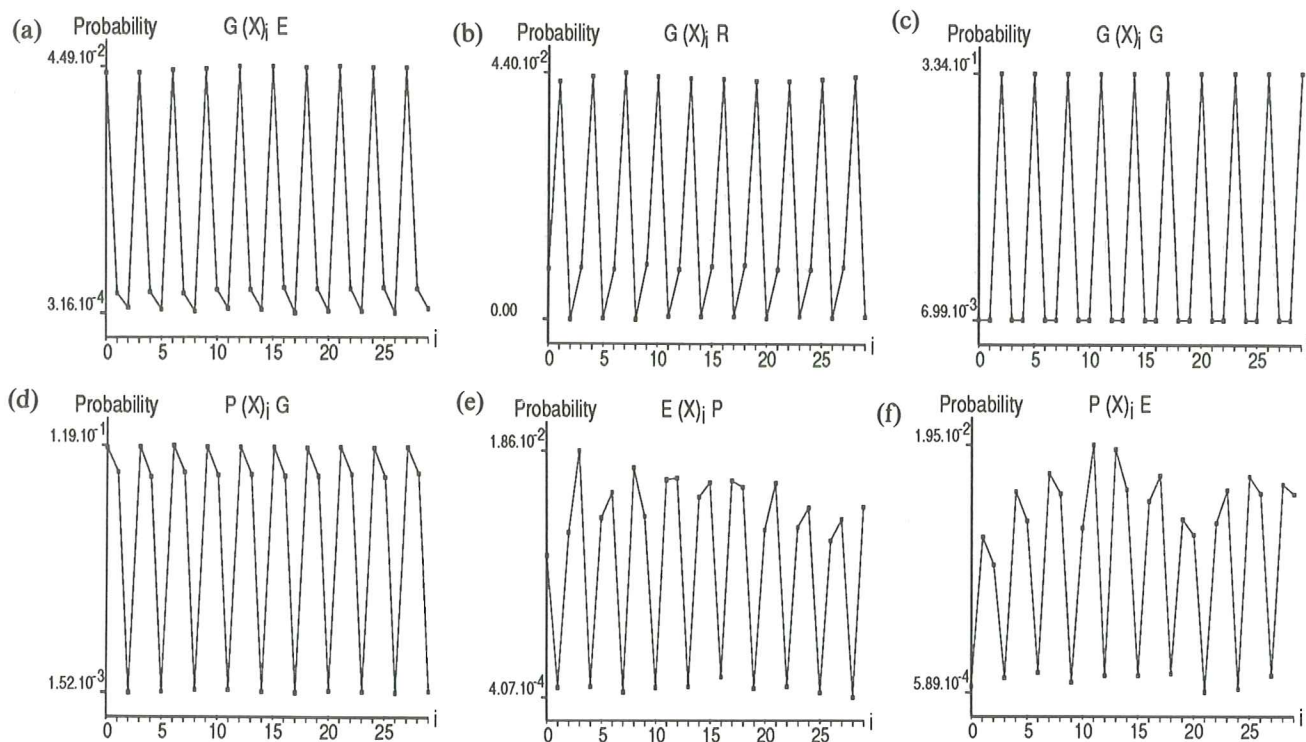 (a) Probability G (X)i E
4.49.10-2
3.16.10-4
0 5 10 15 20 25 i
(b) Probability G (X)i R
4.40.10-2
0.00
0 5 10 15 20 25 i
(c) Probability G (X)i G
3.34.10-1
6.99.10-3
0 5 10 15 20 25 i
(d) Probability P (X)i G
1.19.10-1
1.52.10-3
0 5 10 15 20 25 i
(e) Probability E (X)i P
1.86.10-2
4.07.10-4
0 5 10 15 20 25 i
(f) Probability P (X)i E
1.95.10-2
5.89.10-4
0 5 10 15 20 25 i